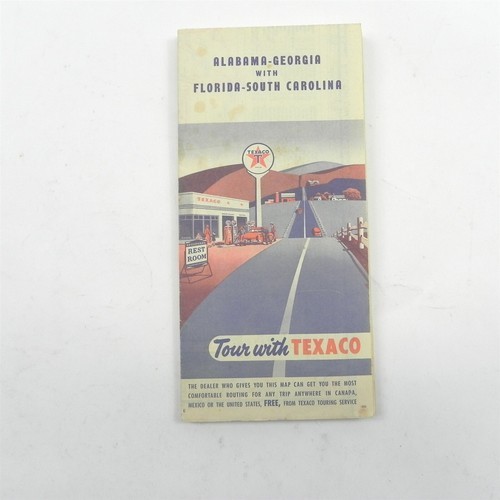 ALABAMA-GEORGIA
WITH
FLORIDA-SOUTH CAROLINA
TEXACO
T
TEXACO
REST
ROOM
Tour with TEXACO
THE DEALER WHO GIVES YOU THIS MAP CAN GET YOU THE MOST
COMFORTABLE ROUTING FOR ANY TRIP ANYWHERE IN CANADA,
MEXICO OR THE UNITED STATES, FREE, FROM TEXACO TOURING SERVICE